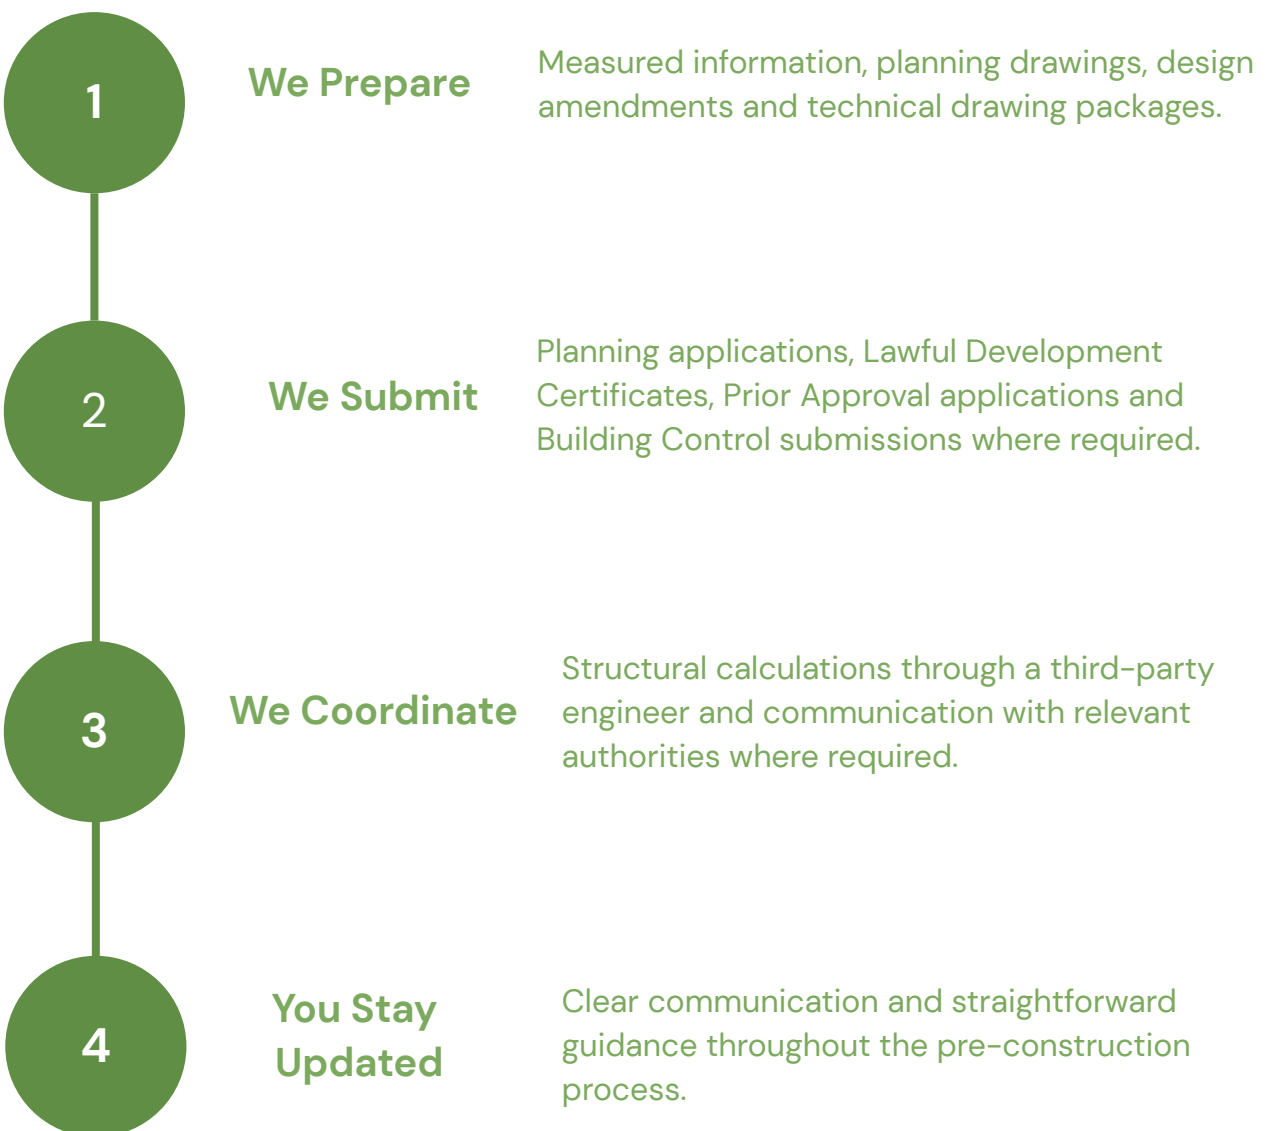 1
We Prepare
Measured information, planning drawings, design
amendments and technical drawing packages.
2
We Submit
Planning applications, Lawful Development
Certificates, Prior Approval applications and
Building Control submissions where required.
3
We Coordinate
Structural calculations through a third-party
engineer and communication with relevant
authorities where required.
4
You Stay
Updated
Clear communication and straightforward
guidance throughout the pre-construction
process.